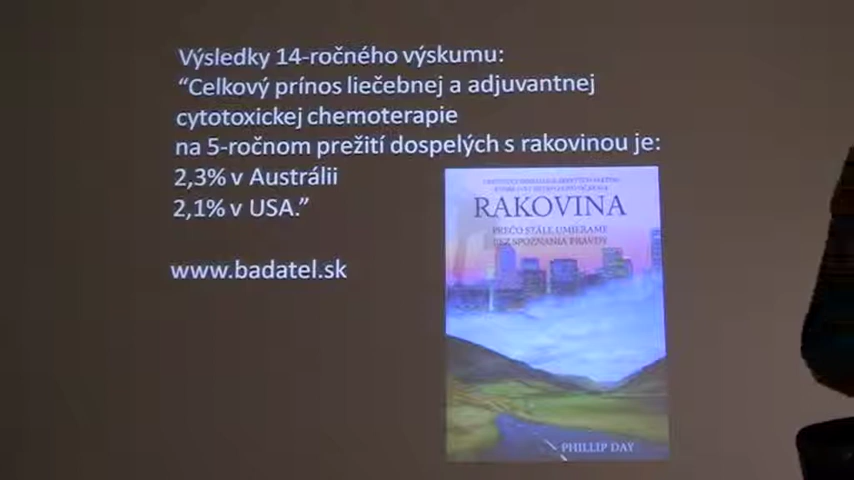 Výsledky 14-ročného výskumu:
“Celkový prínos liečebnej a adjuvantnej
cytotoxickej chemoterapie
na 5-ročnom prežití dospelých s rakovinou je:
2,3% v Austrálii
2,1% v USA.”
www.badatel.sk
RAKOVINA
PREČO STÁLE UMIERAME
BEZ SPOZNANIA PRAVDY
PHILLIP DAY